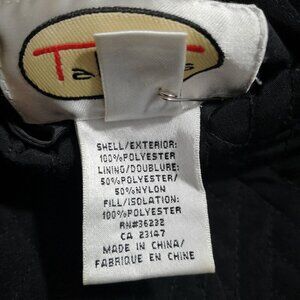 SHELL/EXTERIOR:
100%POLYESTER
LINING/DOUBLURE:
50%POLYESTER/
50%NYLON
FILL/ISOLATION:
100%POLYESTER
RN#36232
CA 23147
MADE IN CHINA/
FABRIQUE EN CHINE